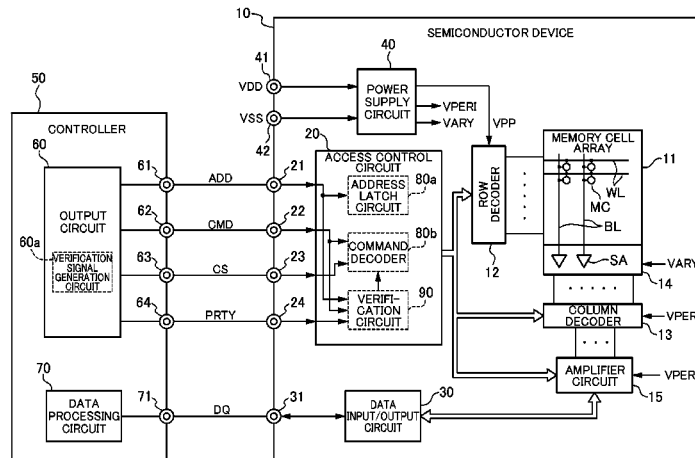 10
SEMICONDUCTOR DEVICE
41
VDD
40
POWER
SUPPLY
CIRCUIT
VPERI
VARY
VPP
VSS
42
50
CONTROLLER
60
OUTPUT
CIRCUIT
60a
VERIFICATION
SIGNAL
GENERATION
CIRCUIT
61
ADD
21
62
CMD
22
63
CS
23
64
PRTY
24
20
ACCESS CONTROL
CIRCUIT
ADDRESS
LATCH
CIRCUIT
80a
COMMAND
DECODER
80b
VERIFI-
CATION
CIRCUIT
90
ROW
DECODER
12
MEMORY CELL
ARRAY
11
WL
MC
BL
SA
VARY
14
COLUMN
DECODER
VPERI
13
AMPLIFIER
CIRCUIT
VPERI
15
70
DATA
PROCESSING
CIRCUIT
71
DQ
31
30
DATA
INPUT/OUTPUT
CIRCUIT